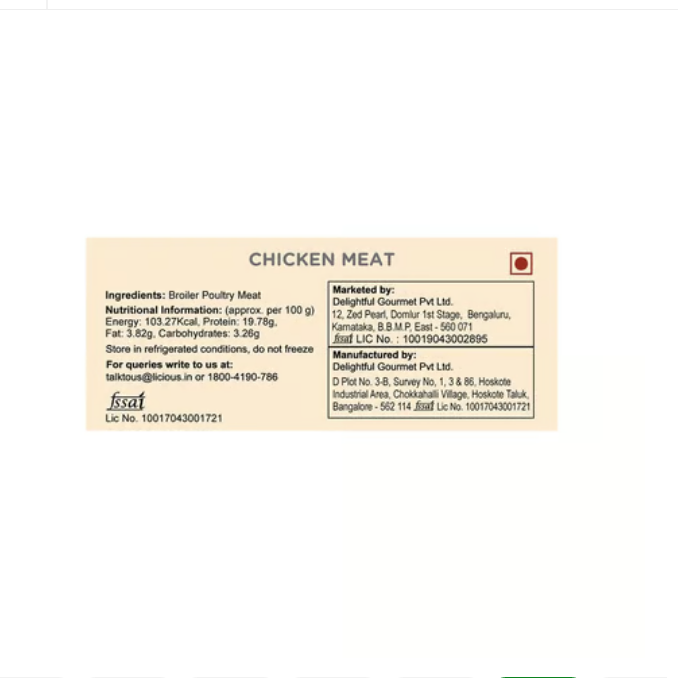 CHICKEN MEAT
Ingredients: Broiler Poultry Meat
Nutritional Information: (approx. per 100 g)
Energy: 103.27Kcal, Protein: 19.78g,
Fat: 3.82g, Carbohydrates: 3.26g
Store in refrigerated conditions, do not freeze
For queries write to us at:
talktous@licious.in or 1800-4190-786
fssai
Lic No. 10017043001721
Marketed by:
Delightful Gourmet Pvt Ltd.
12, Zed Pearl, Domlur 1st Stage, Bengaluru,
Karnataka, B.B.M.P, East - 560 071
fssai LIC No. : 10019043002895
Manufactured by:
Delightful Gourmet Pvt Ltd.
D Plot No. 3-B, Survey No, 1, 3 & 86, Hoskote
Industrial Area, Chokkahalli Village, Hoskote Taluk,
Bangalore - 562 114 fssai Lic No. 10017043001721